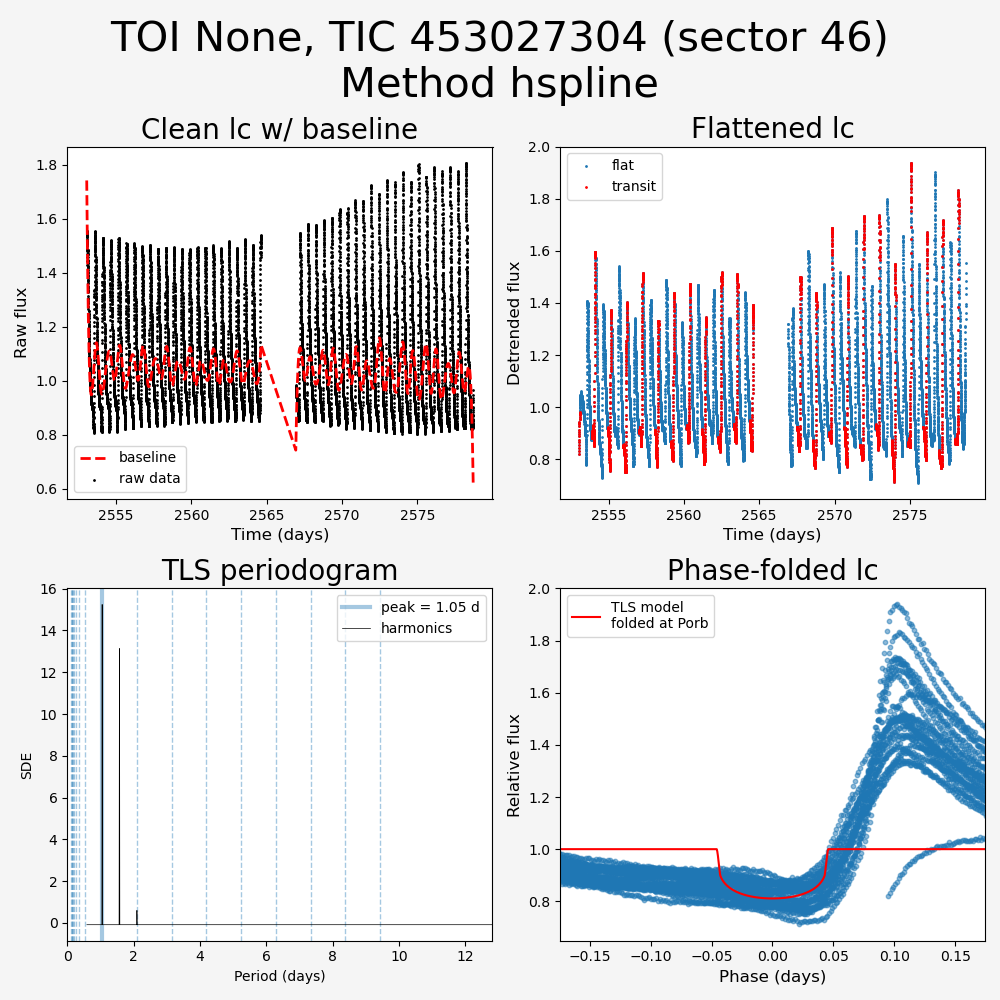 TOI None, TIC 453027304 (sector 46)
Method hspline
Clean lc w/ baseline
Raw flux
1.8
1.6
1.4
1.2
1.0
0.8
0.6
baseline
raw data
2555
2560
2565
2570
2575
Time (days)
Flattened lc
Detrended flux
2.0
1.8
1.6
1.4
1.2
1.0
0.8
flat
transit
2555
2560
2565
2570
2575
Time (days)
TLS periodogram
SDE
16
14
12
10
8
6
4
2
0
peak = 1.05 d
harmonics
0
2
4
6
8
10
12
Period (days)
Phase-folded lc
Relative flux
2.0
1.8
1.6
1.4
1.2
1.0
0.8
TLS model
folded at Porb
−0.15
−0.10
−0.05
0.00
0.05
0.10
0.15
Phase (days)